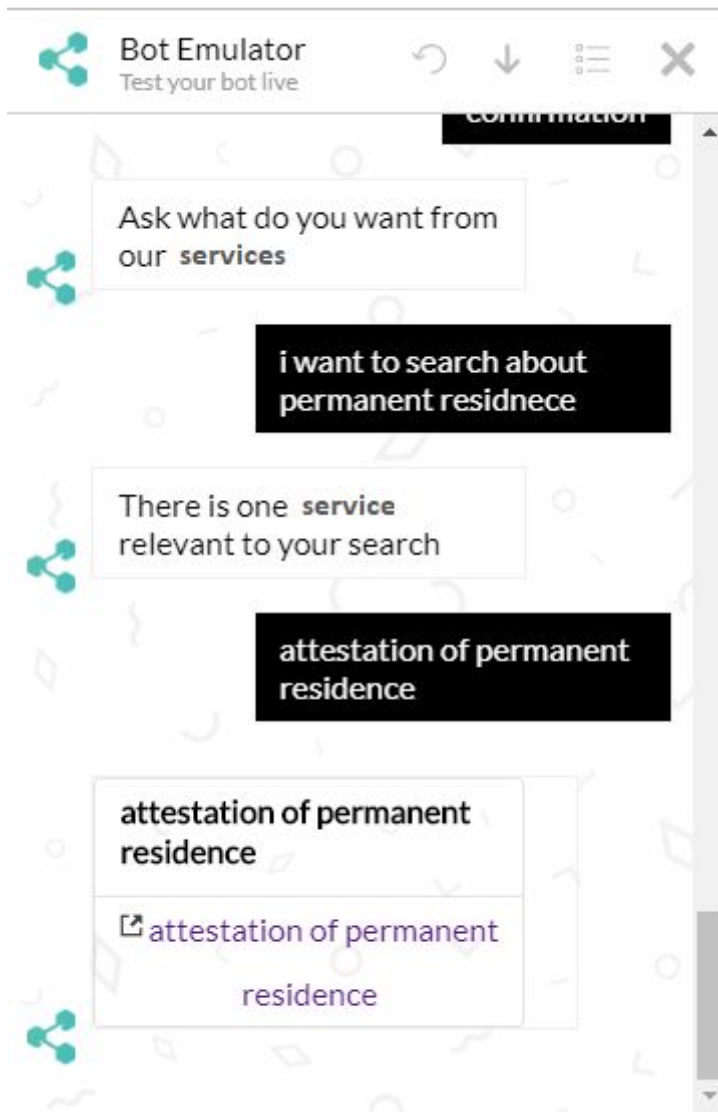 Bot Emulator
Test your bot live
confirmation
Ask what do you want from
our services
i want to search about
permanent residnece
There is one service
relevant to your search
attestation of permanent
residence
attestation of permanent
residence
attestation of permanent
residence